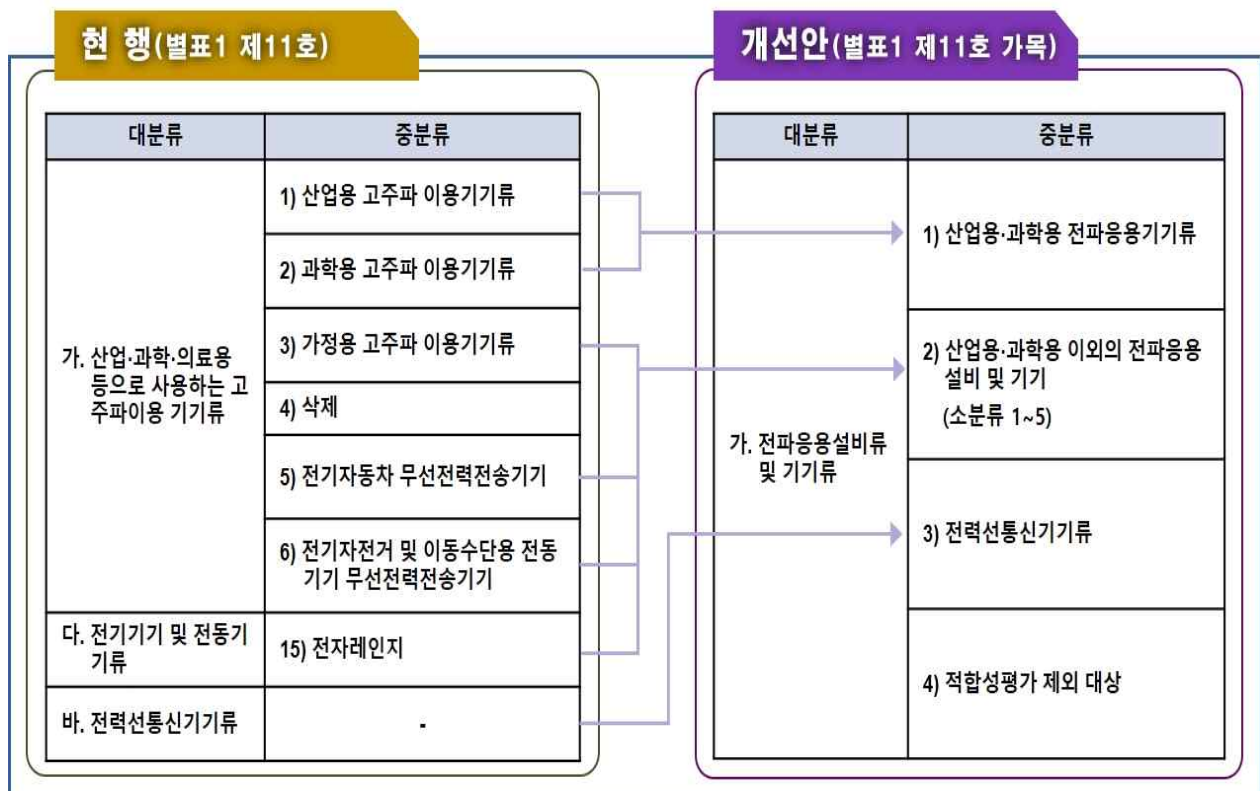 현 행(별표1 제11호)
대분류
중분류
가. 산업·과학·의료용
등으로 사용하는 고
주파이용 기기류
1) 산업용 고주파 이용기기류
2) 과학용 고주파 이용기기류
3) 가정용 고주파 이용기기류
4) 삭제
5) 전기자동차 무선전력전송기기
6) 전기자전거 및 이동수단용 전동
기기 무선전력전송기기
다. 전기기기 및 전동기
기류
15) 전자레인지
바. 전력선통신기기류
-
개선안(별표1 제11호 가목)
대분류
중분류
가. 전파응용설비류
및 기기류
1) 산업용·과학용 전파응용기기류
2) 산업용·과학용 이외의 전파응용
설비 및 기기
(소분류 1~5)
3) 전력선통신기기류
4) 적합성평가 제외 대상